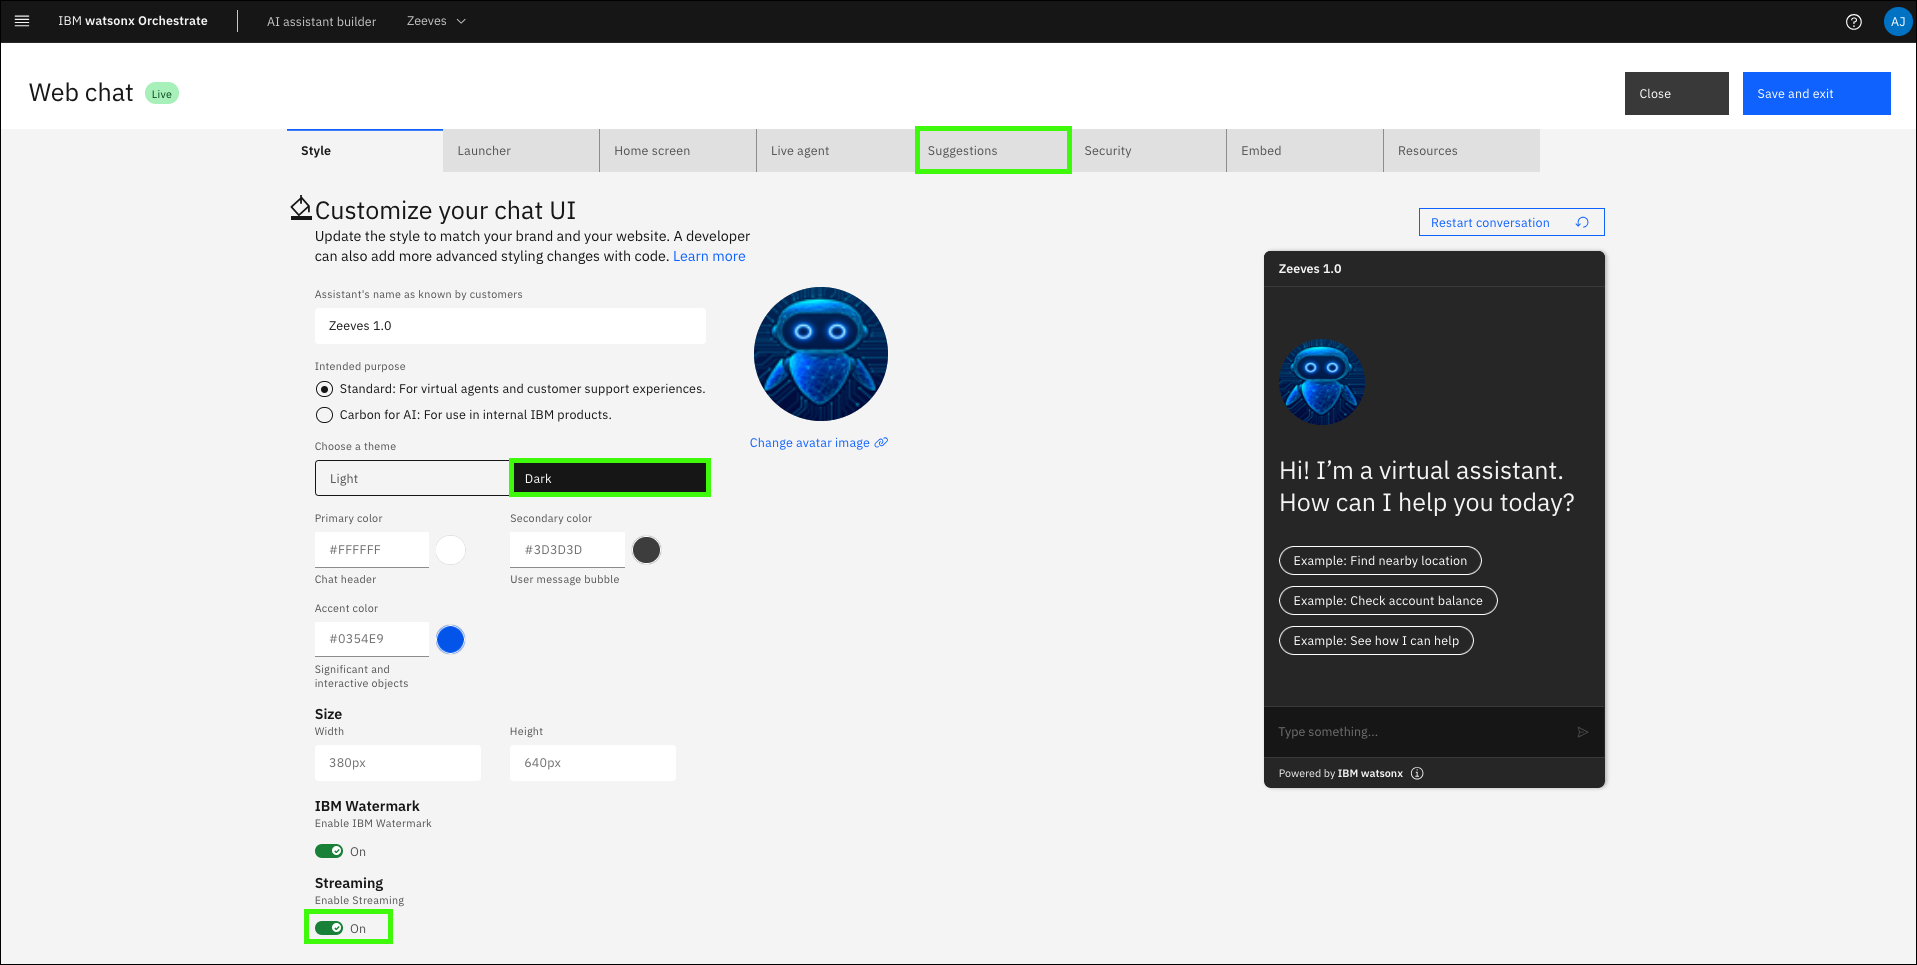 IBM watsonx Orchestrate
AI assistant builder
Zeeves
AJ
Web chat
Live
Close
Save and exit
Style
Launcher
Home screen
Live agent
Suggestions
Security
Embed
Resources
Customize your chat UI
Update the style to match your brand and your website. A developer
can also add more advanced styling changes with code. Learn more
Assistant's name as known by customers
Zeeves 1.0
Intended purpose
Standard: For virtual agents and customer support experiences.
Carbon for AI: For use in internal IBM products.
Change avatar image
Choose a theme
Light
Dark
Primary color
Secondary color
#FFFFFF
#3D3D3D
Chat header
User message bubble
Accent color
#0354E9
Significant and
interactive objects
Size
Width
Height
380px
640px
IBM Watermark
Enable IBM Watermark
On
Streaming
Enable Streaming
On
Restart conversation
Zeeves 1.0
Hi! I’m a virtual assistant.
How can I help you today?
Example: Find nearby location
Example: Check account balance
Example: See how I can help
Type something...
Powered by IBM watsonx